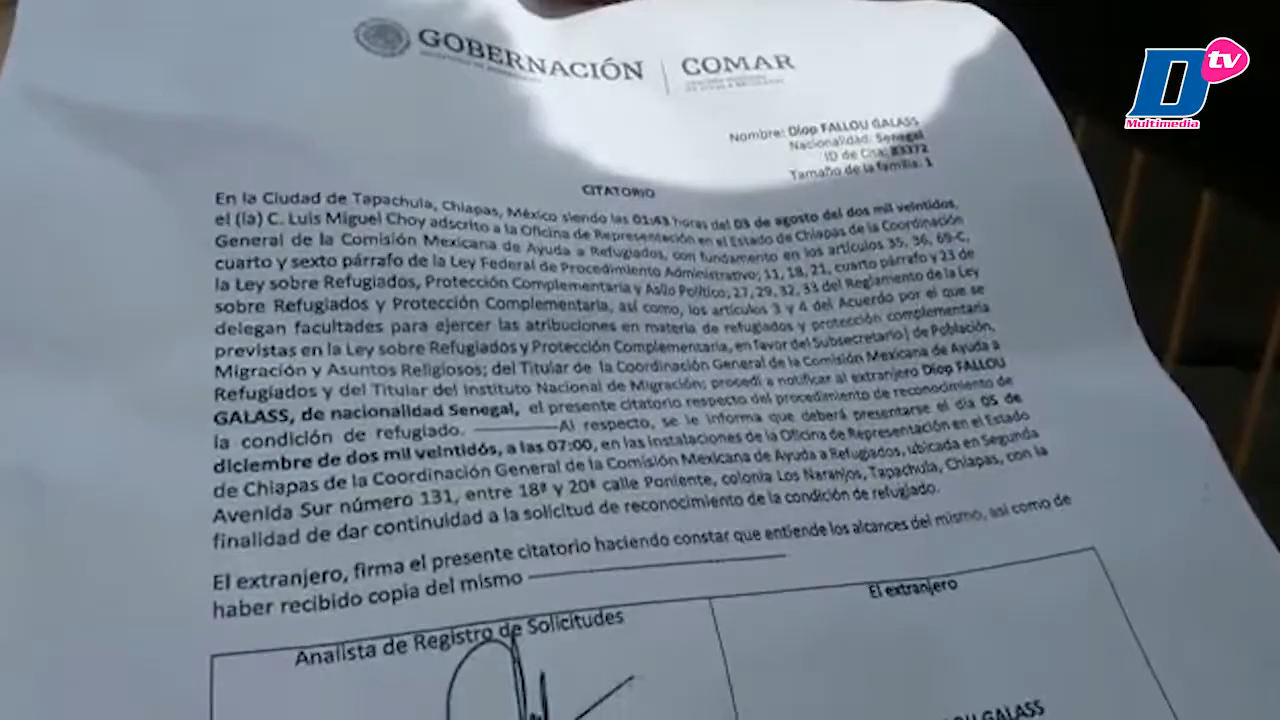 GOBERNACIÓN
COMAR
D tv
Multimedia
Nombre: Diop FALLOU GALASS
Nacionalidad: Senegal
ID de Cita: 83372
Tamaño de la familia: 1
CITATORIO
En la Ciudad de Tapachula, Chiapas, México siendo las 01:43 horas del 03 de agosto del dos mil veintidos,
el (la) C. Luis Miguel Choy adscrito a la Oficina de Representación en el Estado de Chiapas de la Coordinación
General de la Comisión Mexicana de Ayuda a Refugiados, con fundamento en los artículos 35, 36, 69-C,
cuarto y sexto párrafo de la Ley Federal de Procedimiento Administrativo; 11, 18, 21, cuarto párrafo y 23 de
la Ley sobre Refugiados, Protección Complementaria y Asilo Político; 27, 29, 32, 33 del Reglamento de la Ley
sobre Refugiados y Protección Complementaria, así como, los artículos 3 y 4 del Acuerdo por el que se
delegan facultades para ejercer las atribuciones en materia de refugiados y protección complementaria
previstas en la Ley sobre Refugiados y Protección Complementaria, en favor del Subsecretario| de Población,
Migración y Asuntos Religiosos; del Titular de la Coordinación General de la Comisión Mexicana de Ayuda a
Refugiados y del Titular del Instituto Nacional de Migración; procedí a notificar al extranjero Diop FALLOU
GALASS, de nacionalidad Senegal, el presente citatorio respecto del procedimiento de reconocimiento de
la condición de refugiado. ————Al respecto, se le informa que deberá presentarse el día 05 de
diciembre de dos mil veintidós, a las 07:00, en las instalaciones de la Oficina de Representación en el Estado
de Chiapas de la Coordinación General de la Comisión Mexicana de Ayuda a Refugiados, ubicada en Segunda
Avenida Sur número 131, entre 18ª y 20ª calle Poniente, colonia Los Naranjos, Tapachula, Chiapas, con la
finalidad de dar continuidad a la solicitud de reconocimiento de la condición de refugiado.
El extranjero, firma el presente citatorio haciendo constar que entiende los alcances del mismo, así como de
haber recibido copia del mismo ————————
Analista de Registro de Solicitudes
El extranjero
GALASS